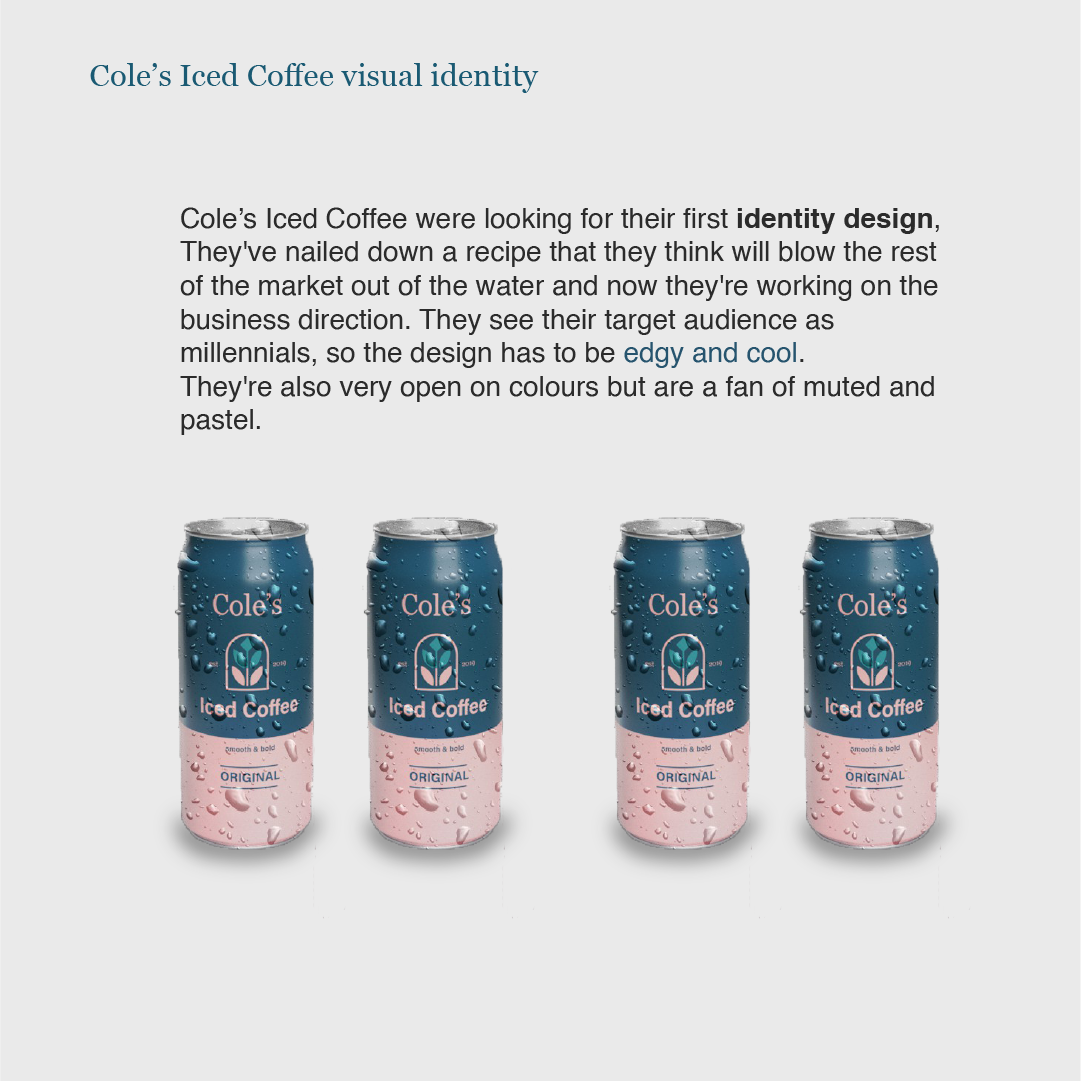 Cole’s Iced Coffee visual identity
Cole’s Iced Coffee were looking for their first identity design,
They've nailed down a recipe that they think will blow the rest
of the market out of the water and now they're working on the
business direction. They see their target audience as
millennials, so the design has to be edgy and cool.
They're also very open on colours but are a fan of muted and
pastel.
Cole’s
Est 2019
Iced Coffee
smooth & bold
ORIGINAL
Cole’s
Est 2019
Iced Coffee
smooth & bold
ORIGINAL
Cole’s
Est 2019
Iced Coffee
smooth & bold
ORIGINAL
Cole’s
Est 2019
Iced Coffee
smooth & bold
ORIGINAL